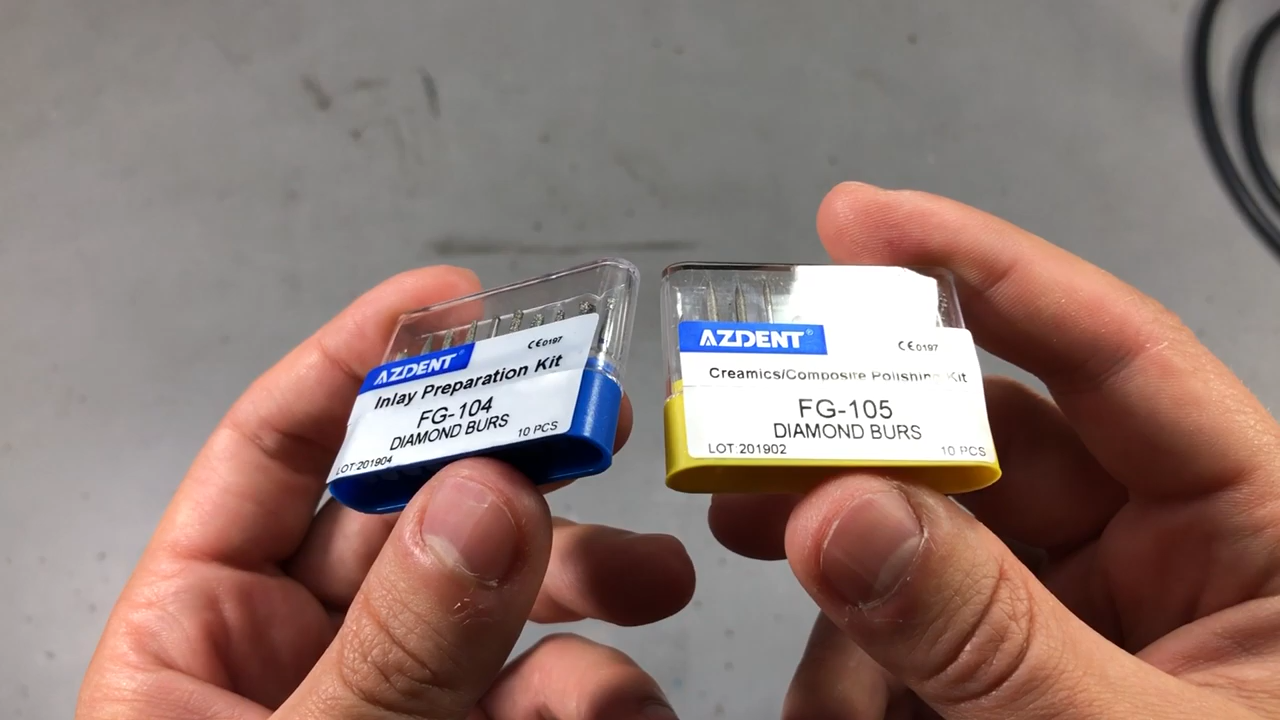 AZDENT
CE0197
Inlay Preparation Kit
FG-104
DIAMOND BURS
10 PCS
LOT:201904
AZDENT®
CE0197
Creamics/Composite Polishing Kit
FG-105
DIAMOND BURS
LOT:201902
10 PCS